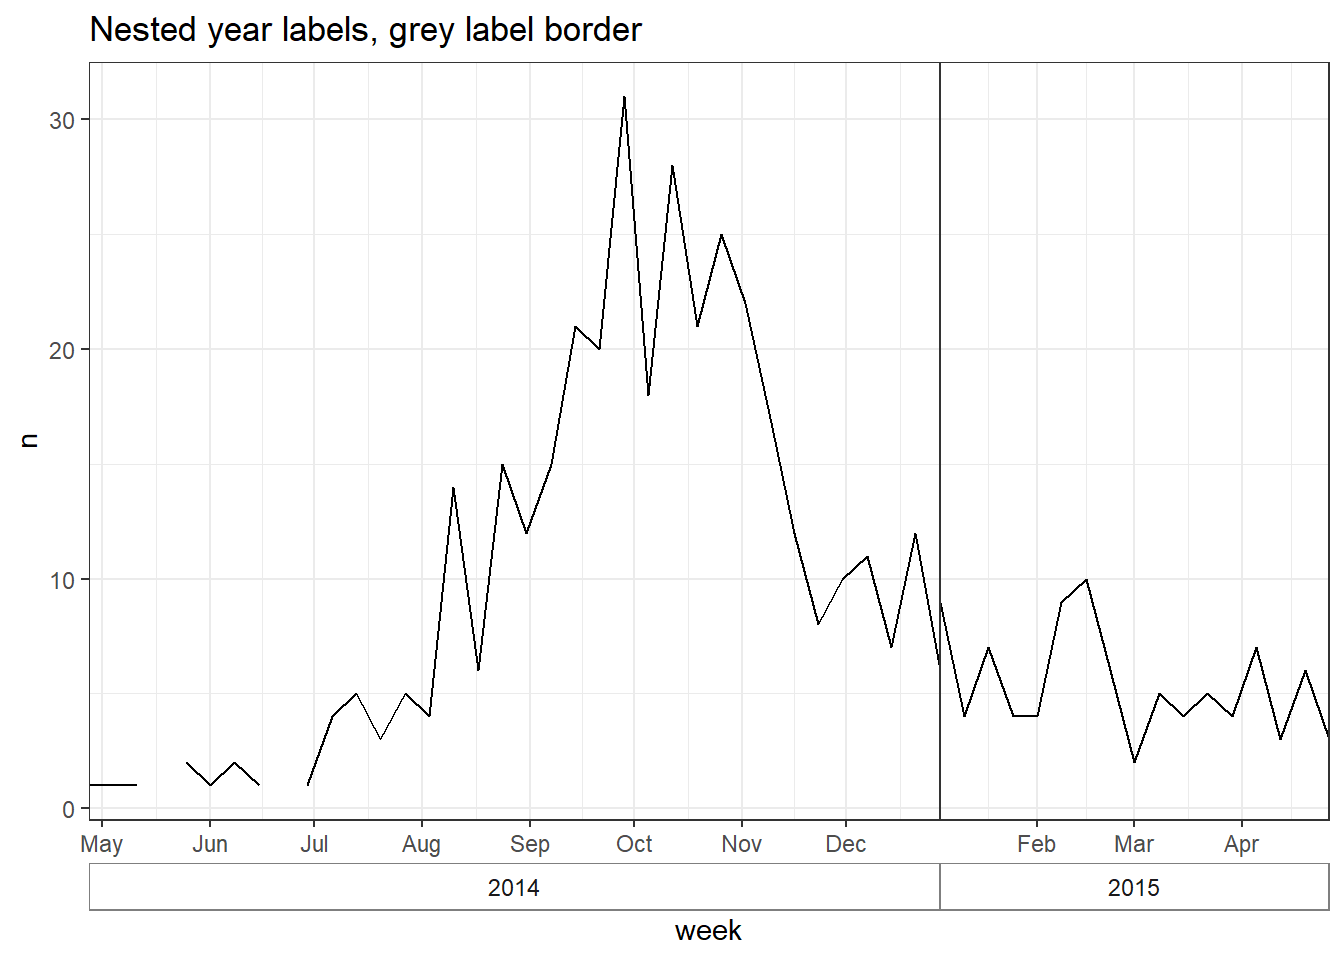 Nested year labels, grey label border
30
20
10
0
n
May Jun Jul Aug Sep Oct Nov Dec Feb Mar Apr
2014 2015
week